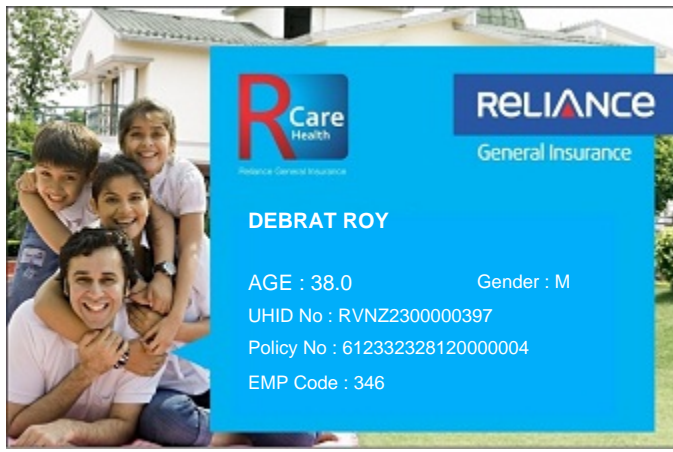 R Care
Health
Reliance General Insurance
RELIANCE
General Insurance
DEBRAT ROY
AGE : 38.0 Gender : M
UHID No : RVNZ2300000397
Policy No : 612332328120000004
EMP Code : 346